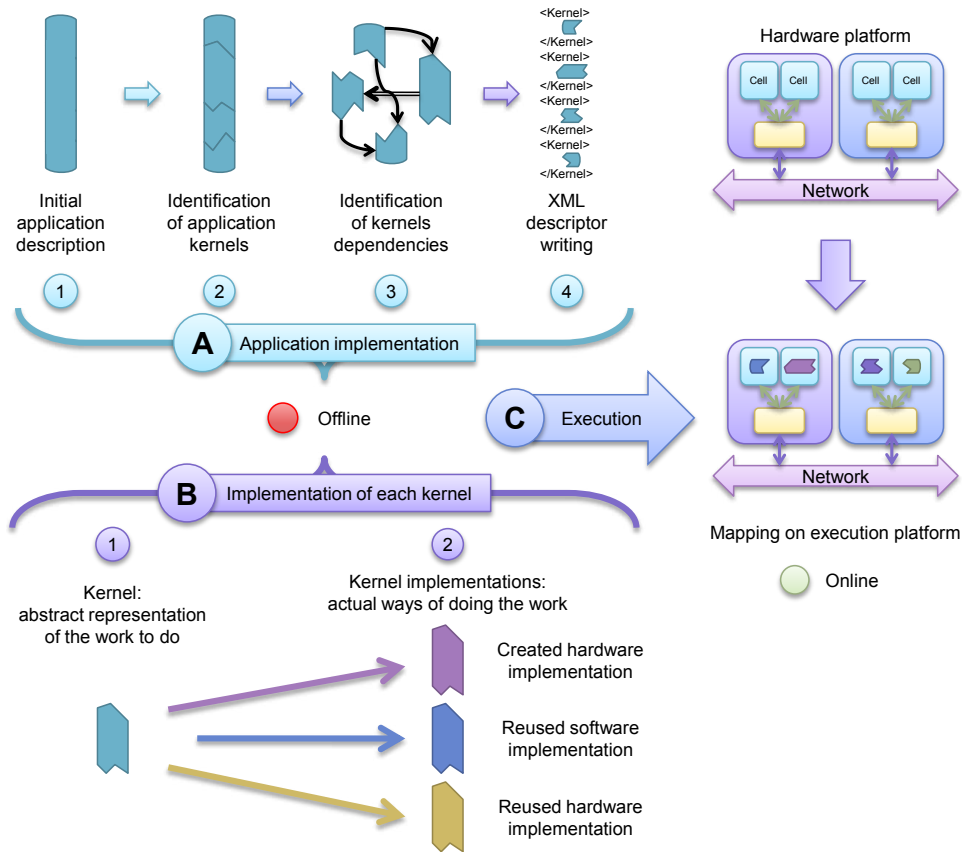 Initial
application
description
Identification
of application
kernels
Identification
of kernels
dependencies
<Kernel>
</Kernel>
<Kernel>
</Kernel>
<Kernel>
</Kernel>
<Kernel>
</Kernel>
XML
descriptor
writing
1
2
3
4
A
Application implementation
Offline
B
Implementation of each kernel
1
Kernel:
abstract representation
of the work to do
2
Kernel implementations:
actual ways of doing the work
Created hardware
implementation
Reused software
implementation
Reused hardware
implementation
C
Execution
Hardware platform
Cell Cell Cell Cell
Network
Network
Mapping on execution platform
Online